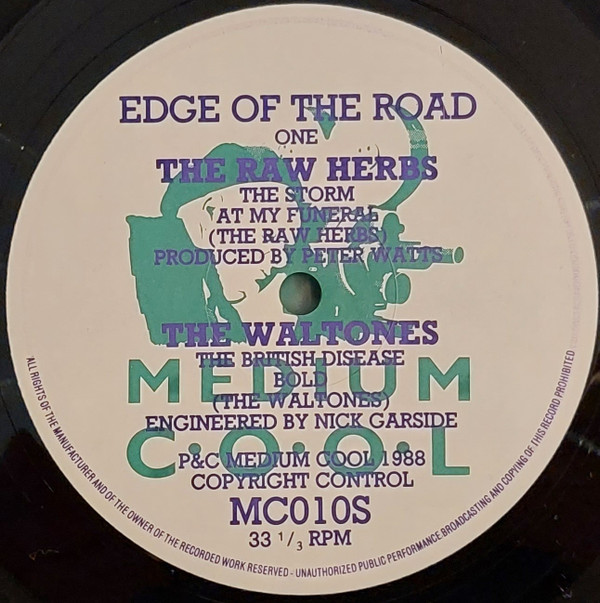 EDGE OF THE ROAD
ONE
THE RAW HERBS
THE STORM
AT MY FUNERAL
(THE RAW HERBS)
PRODUCED BY PETER WATTS
THE WALTONES
THE BRITISH DISEASE
MEDIUM
BOLD
(THE WALTONES)
ENGINEERED BY NICK GARSIDE
C·O·O·L
P&C MEDIUM COOL 1988
COPYRIGHT CONTROL
MC010S
33 1/3 RPM
ALL RIGHTS OF THE MANUFACTURER AND OF THE OWNER OF THE RECORDED WORK RESERVED - UNAUTHORIZED PUBLIC PERFORMANCE BROADCASTING AND COPYING OF THIS RECORD PROHIBITED